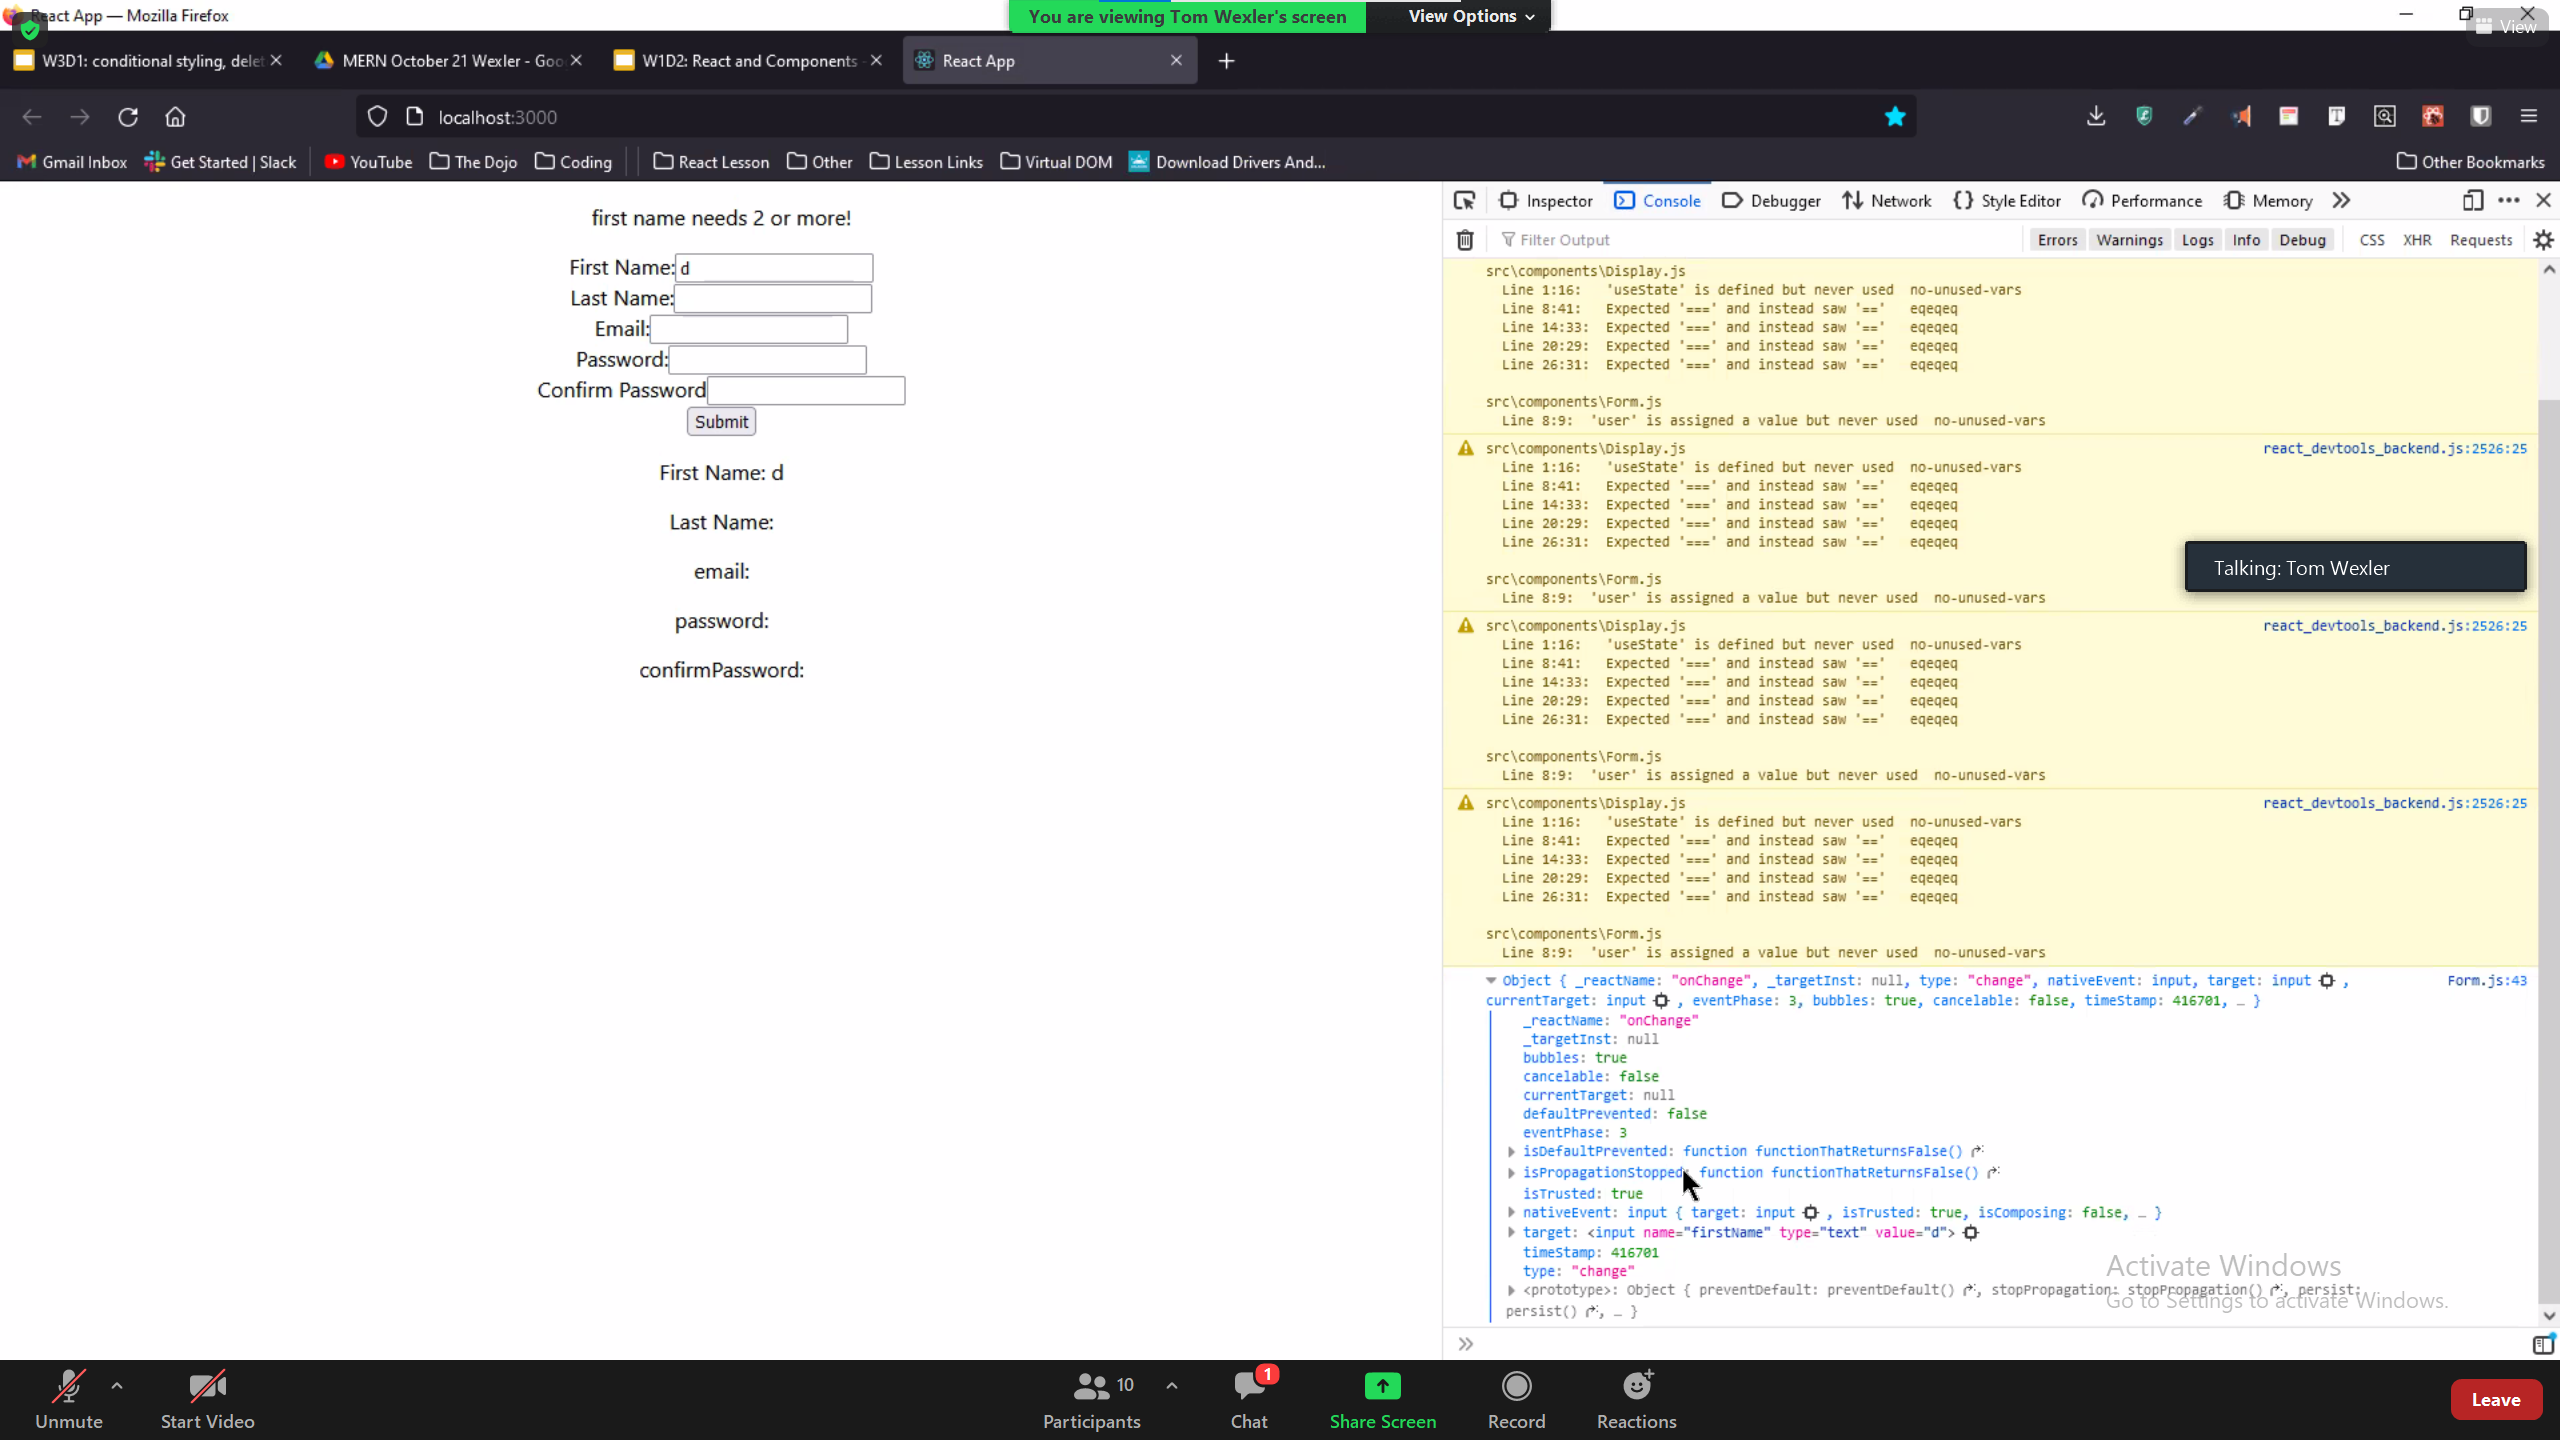 React App — Mozilla Firefox
You are viewing Tom Wexler's screen
View Options
View
W3D1: conditional styling, delet
MERN October 21 Wexler - Goo
W1D2: React and Components -
React App
localhost:3000
Gmail Inbox
Get Started | Slack
YouTube
The Dojo
Coding
React Lesson
Other
Lesson Links
Virtual DOM
Download Drivers And...
Other Bookmarks
first name needs 2 or more!
First Name: d
Last Name:
Email:
Password:
Confirm Password
Submit
First Name: d
Last Name:
email:
password:
confirmPassword:
Inspector
Console
Debugger
Network
Style Editor
Performance
Memory
Filter Output
Errors
Warnings
Logs
Info
Debug
CSS
XHR
Requests
src\components\Display.js
Line 1:16: 'useState' is defined but never used no-unused-vars
Line 8:41: Expected '===' and instead saw '==' eqeqeq
Line 14:33: Expected '===' and instead saw '==' eqeqeq
Line 20:29: Expected '===' and instead saw '==' eqeqeq
Line 26:31: Expected '===' and instead saw '==' eqeqeq
src\components\Form.js
Line 8:9: 'user' is assigned a value but never used no-unused-vars
src\components\Display.js react_devtools_backend.js:2526:25
Line 1:16: 'useState' is defined but never used no-unused-vars
Line 8:41: Expected '===' and instead saw '==' eqeqeq
Line 14:33: Expected '===' and instead saw '==' eqeqeq
Line 20:29: Expected '===' and instead saw '==' eqeqeq
Line 26:31: Expected '===' and instead saw '==' eqeqeq
Talking: Tom Wexler
src\components\Form.js
Line 8:9: 'user' is assigned a value but never used no-unused-vars
src\components\Display.js react_devtools_backend.js:2526:25
Line 1:16: 'useState' is defined but never used no-unused-vars
Line 8:41: Expected '===' and instead saw '==' eqeqeq
Line 14:33: Expected '===' and instead saw '==' eqeqeq
Line 20:29: Expected '===' and instead saw '==' eqeqeq
Line 26:31: Expected '===' and instead saw '==' eqeqeq
src\components\Form.js
Line 8:9: 'user' is assigned a value but never used no-unused-vars
src\components\Display.js react_devtools_backend.js:2526:25
Line 1:16: 'useState' is defined but never used no-unused-vars
Line 8:41: Expected '===' and instead saw '==' eqeqeq
Line 14:33: Expected '===' and instead saw '==' eqeqeq
Line 20:29: Expected '===' and instead saw '==' eqeqeq
Line 26:31: Expected '===' and instead saw '==' eqeqeq
src\components\Form.js
Line 8:9: 'user' is assigned a value but never used no-unused-vars
Object { _reactName: "onChange", _targetInst: null, type: "change", nativeEvent: input, target: input , Form.js:43
currentTarget: input , eventPhase: 3, bubbles: true, cancelable: false, timeStamp: 416701, … }
_reactName: "onChange"
_targetInst: null
bubbles: true
cancelable: false
currentTarget: null
defaultPrevented: false
eventPhase: 3
isDefaultPrevented: function functionThatReturnsFalse()
isPropagationStopped: function functionThatReturnsFalse()
isTrusted: true
nativeEvent: input { target: input , isTrusted: true, isComposing: false, … }
target: <input name="firstName" type="text" value="d">
timeStamp: 416701
type: "change"
<prototype>: Object { preventDefault: preventDefault() , stopPropagation: stopPropagation() , persist:
persist() , … }
Activate Windows
Go to Settings to activate Windows.
Unmute
Start Video
10
Participants
1
Chat
Share Screen
Record
Reactions
Leave